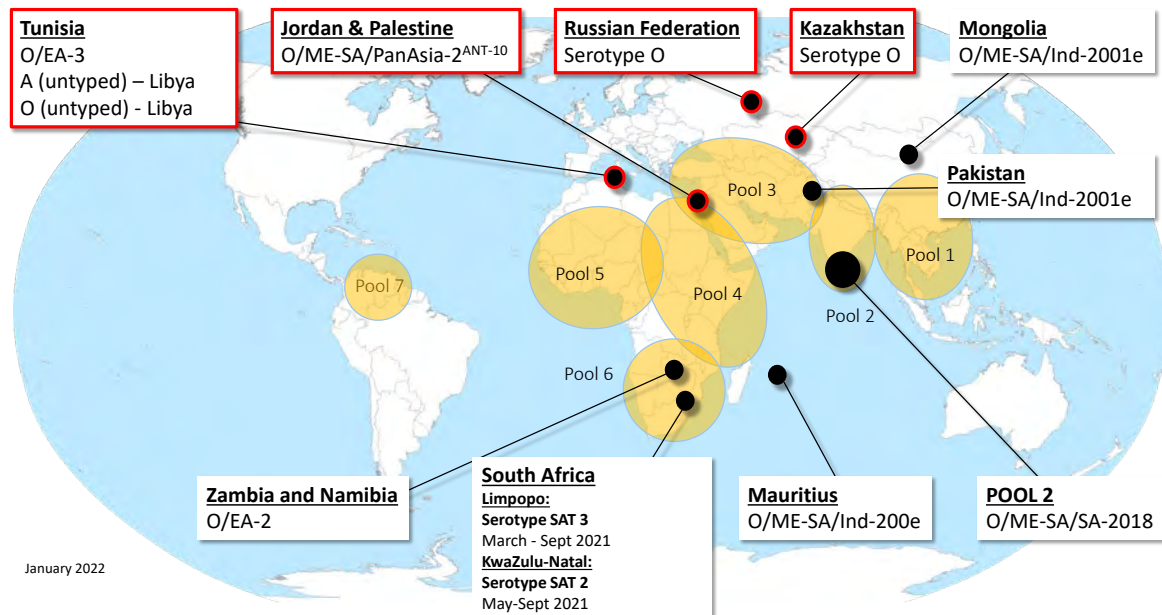 Tunisia
O/EA-3
A (untyped) – Libya
O (untyped) - Libya
Jordan & Palestine
O/ME-SA/PanAsia-2ANT-10
Russian Federation
Serotype O
Kazakhstan
Serotype O
Mongolia
O/ME-SA/Ind-2001e
Pakistan
O/ME-SA/Ind-2001e
Pool 3
Pool 1
Pool 5
Pool 4
Pool 7
Pool 2
Pool 6
Zambia and Namibia
O/EA-2
South Africa
Limpopo:
Serotype SAT 3
March - Sept 2021
KwaZulu-Natal:
Serotype SAT 2
May-Sept 2021
Mauritius
O/ME-SA/Ind-200e
POOL 2
O/ME-SA/SA-2018
January 2022